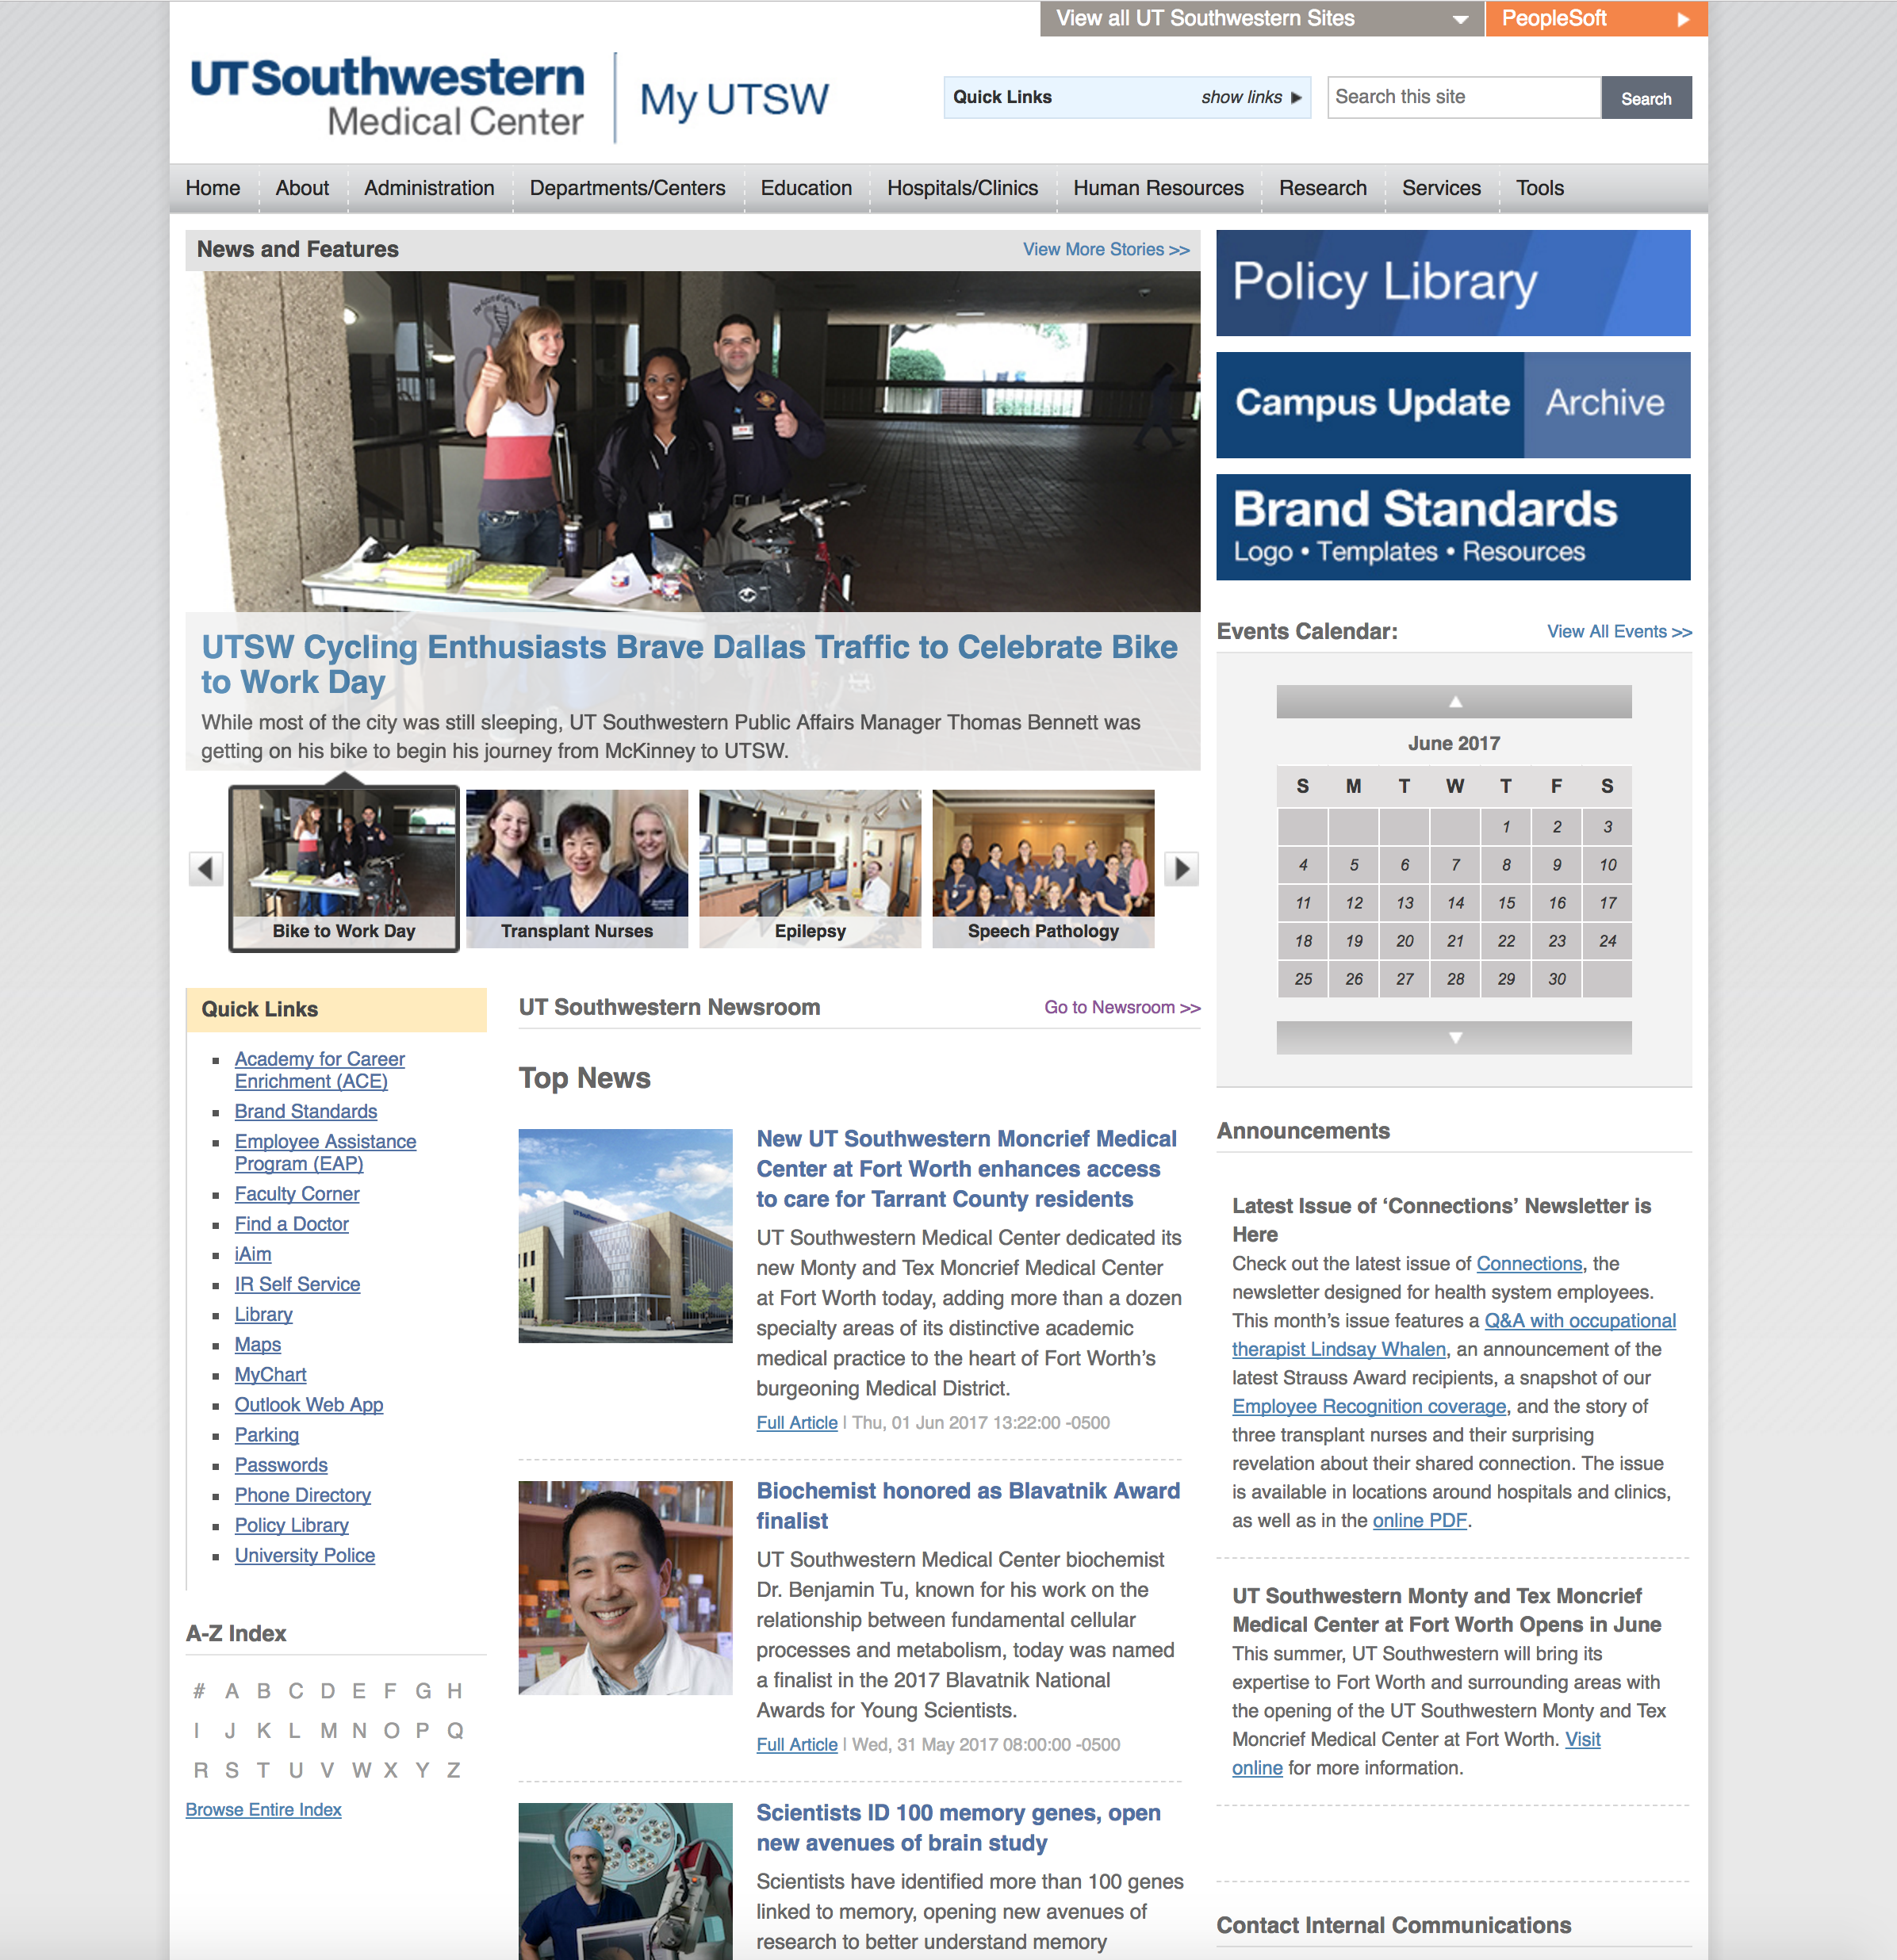 View all UT Southwestern Sites
PeopleSoft
UTSouthwestern
Medical Center
My UTSW
Quick Links
show links
Search this site
Search
Home
About
Administration
Departments/Centers
Education
Hospitals/Clinics
Human Resources
Research
Services
Tools
News and Features
View More Stories >>
UTSW Cycling Enthusiasts Brave Dallas Traffic to Celebrate Bike
to Work Day
While most of the city was still sleeping, UT Southwestern Public Affairs Manager Thomas Bennett was
getting on his bike to begin his journey from McKinney to UTSW.
Bike to Work Day
Transplant Nurses
Epilepsy
Speech Pathology
Policy Library
Campus Update
Archive
Brand Standards
Logo • Templates • Resources
Events Calendar:
View All Events >>
June 2017
S M T W T F S
1 2 3
4 5 6 7 8 9 10
11 12 13 14 15 16 17
18 19 20 21 22 23 24
25 26 27 28 29 30
Quick Links
Academy for Career
Enrichment (ACE)
Brand Standards
Employee Assistance
Program (EAP)
Faculty Corner
Find a Doctor
iAim
IR Self Service
Library
Maps
MyChart
Outlook Web App
Parking
Passwords
Phone Directory
Policy Library
University Police
A-Z Index
# A B C D E F G H
I J K L M N O P Q
R S T U V W X Y Z
Browse Entire Index
UT Southwestern Newsroom
Go to Newsroom >>
Top News
New UT Southwestern Moncrief Medical
Center at Fort Worth enhances access
to care for Tarrant County residents
UT Southwestern Medical Center dedicated its
new Monty and Tex Moncrief Medical Center
at Fort Worth today, adding more than a dozen
specialty areas of its distinctive academic
medical practice to the heart of Fort Worth’s
burgeoning Medical District.
Full Article | Thu, 01 Jun 2017 13:22:00 -0500
Biochemist honored as Blavatnik Award
finalist
UT Southwestern Medical Center biochemist
Dr. Benjamin Tu, known for his work on the
relationship between fundamental cellular
processes and metabolism, today was named
a finalist in the 2017 Blavatnik National
Awards for Young Scientists.
Full Article | Wed, 31 May 2017 08:00:00 -0500
Scientists ID 100 memory genes, open
new avenues of brain study
Scientists have identified more than 100 genes
linked to memory, opening new avenues of
research to better understand memory
Announcements
Latest Issue of ‘Connections’ Newsletter is
Here
Check out the latest issue of Connections, the
newsletter designed for health system employees.
This month’s issue features a Q&A with occupational
therapist Lindsay Whalen, an announcement of the
latest Strauss Award recipients, a snapshot of our
Employee Recognition coverage, and the story of
three transplant nurses and their surprising
revelation about their shared connection. The issue
is available in locations around hospitals and clinics,
as well as in the online PDF.
UT Southwestern Monty and Tex Moncrief
Medical Center at Fort Worth Opens in June
This summer, UT Southwestern will bring its
expertise to Fort Worth and surrounding areas with
the opening of the UT Southwestern Monty and Tex
Moncrief Medical Center at Fort Worth. Visit
online for more information.
Contact Internal Communications